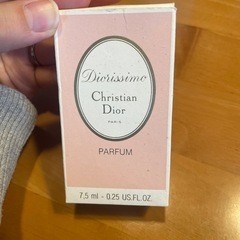 Diorissimo
Christian
Dior
PARIS
PARFUM
7,5 ml - 0.25 US.FL.OZ.